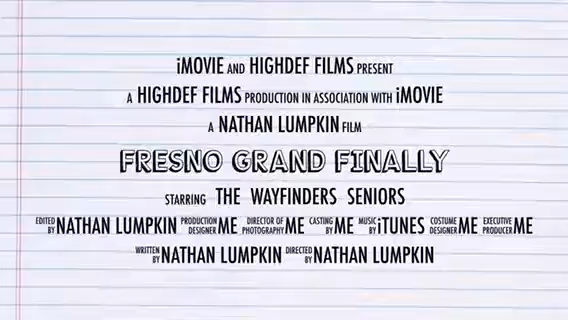 iMOVIE AND HIGHDEF FILMS PRESENT
A HIGHDEF FILMS PRODUCTION IN ASSOCIATION WITH iMOVIE
A NATHAN LUMPKIN FILM
FRESNO GRAND FINALLY
STARRING THE WAYFINDERS SENIORS
EDITED BY NATHAN LUMPKIN PRODUCTION DESIGNER ME DIRECTOR OF PHOTOGRAPHY ME CASTING BY ME MUSIC BY iTUNES COSTUME DESIGNER ME EXECUTIVE PRODUCER ME
WRITTEN BY NATHAN LUMPKIN DIRECTED BY NATHAN LUMPKIN